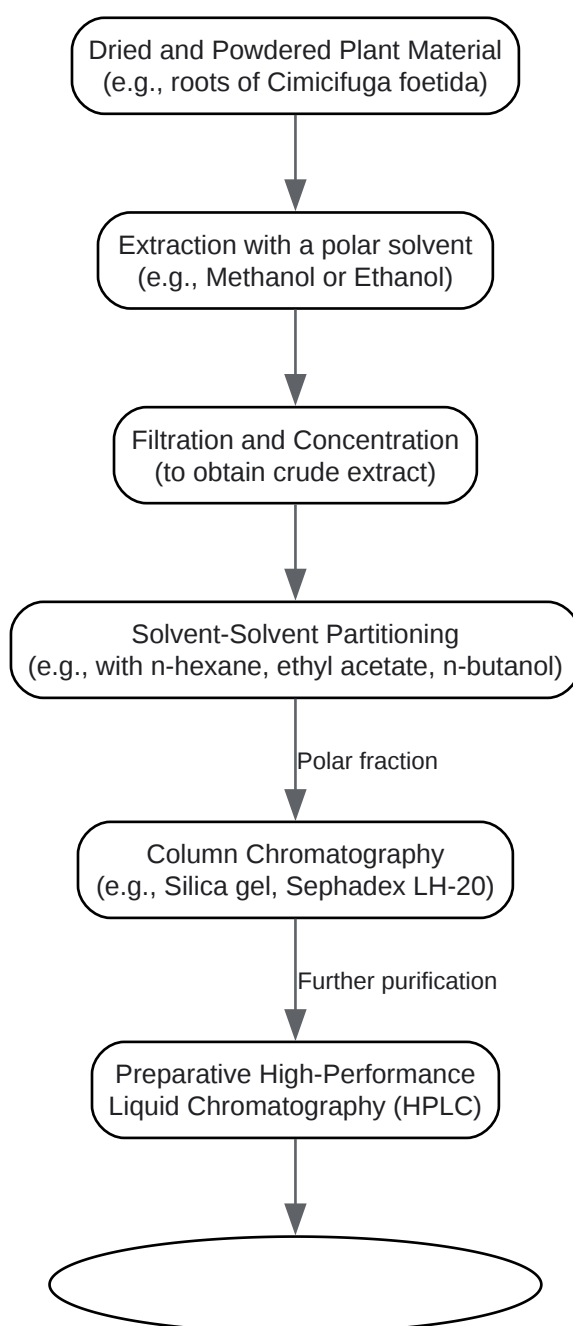 Dried and Powdered Plant Material
(e.g., roots of Cimicifuga foetida)
Extraction with a polar solvent
(e.g., Methanol or Ethanol)
Filtration and Concentration
(to obtain crude extract)
Solvent-Solvent Partitioning
(e.g., with n-hexane, ethyl acetate, n-butanol)
Polar fraction
Column Chromatography
(e.g., Silica gel, Sephadex LH-20)
Further purification
Preparative High-Performance
Liquid Chromatography (HPLC)